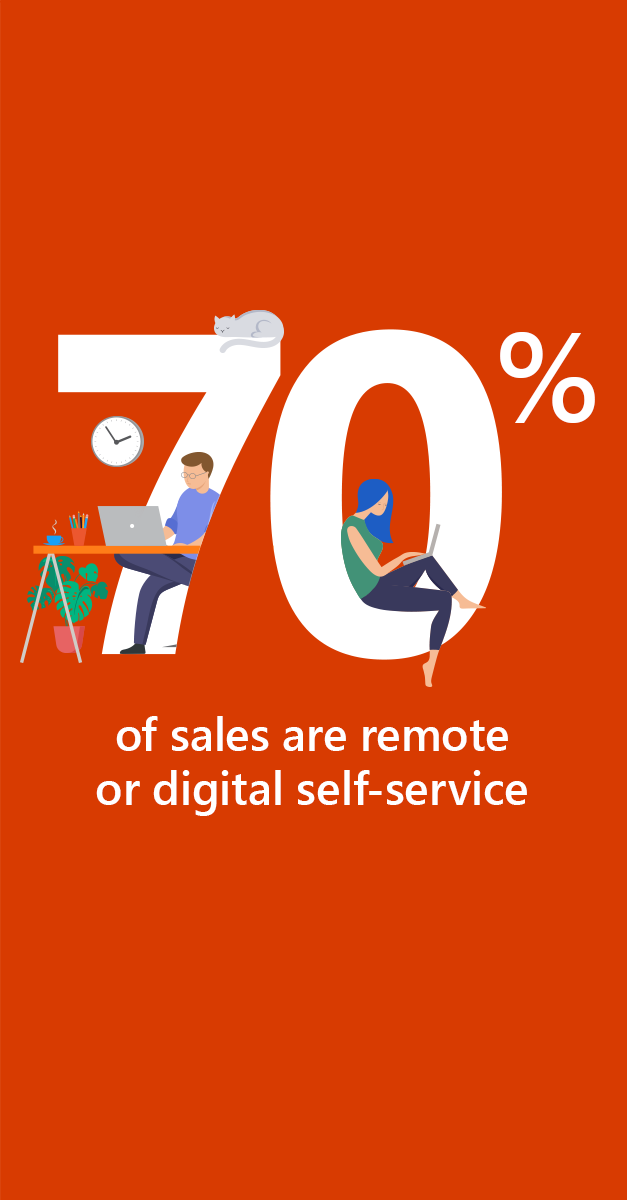 70%
of sales are remote
or digital self-service